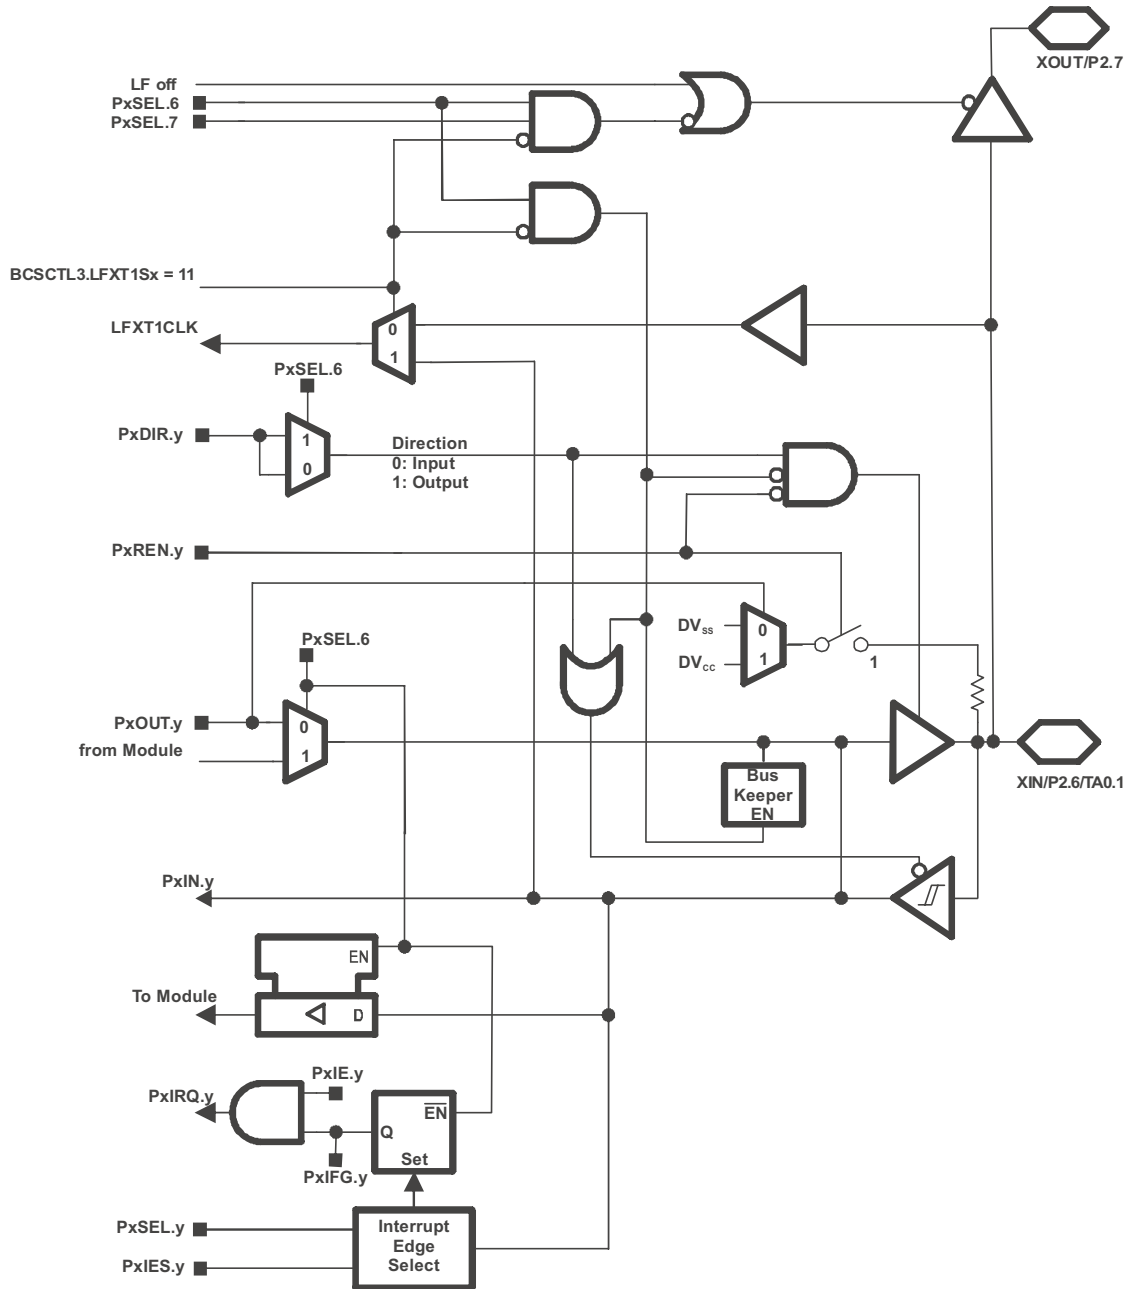 XOUT/P2.7
LF off
PxSEL.6
PxSEL.7
BCSCTL3.LFXT1Sx = 11
LFXT1CLK
0
1
PxSEL.6
PxDIR.y
1
0
Direction
0: Input
1: Output
PxREN.y
DVss
0
DVcc
1
1
PxSEL.6
PxOUT.y
0
from Module
1
Bus
Keeper
EN
XIN/P2.6/TA0.1
PxIN.y
EN
To Module
D
PxIE.y
PxIRQ.y
EN
Q
Set
PxIFG.y
PxSEL.y
Interrupt
Edge
Select
PxIES.y